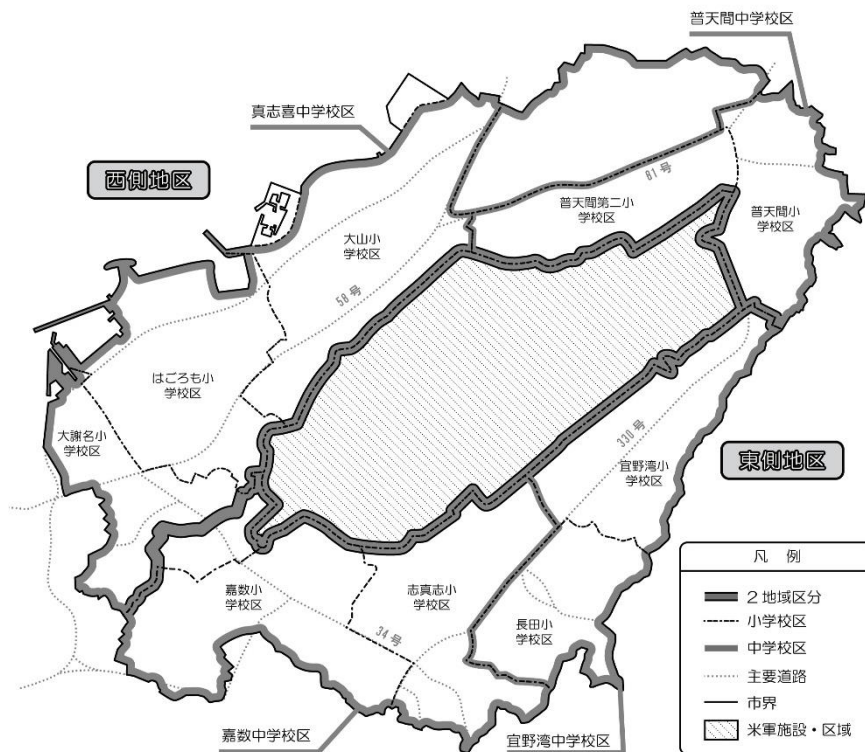 普天間中学校区
真志喜中学校区
西側地区
81号
普天間第二小
学校区
普天間小
学校区
大山小
学校区
58号
はごろも小
学校区
大謝名小
学校区
330号
宜野湾小
学校区
東側地区
嘉数小
学校区
志真志小
学校区
長田小
学校区
34号
嘉数中学校区
宜野湾中学校区
凡 例
2地域区分
小学校区
中学校区
主要道路
市界
米軍施設・区域